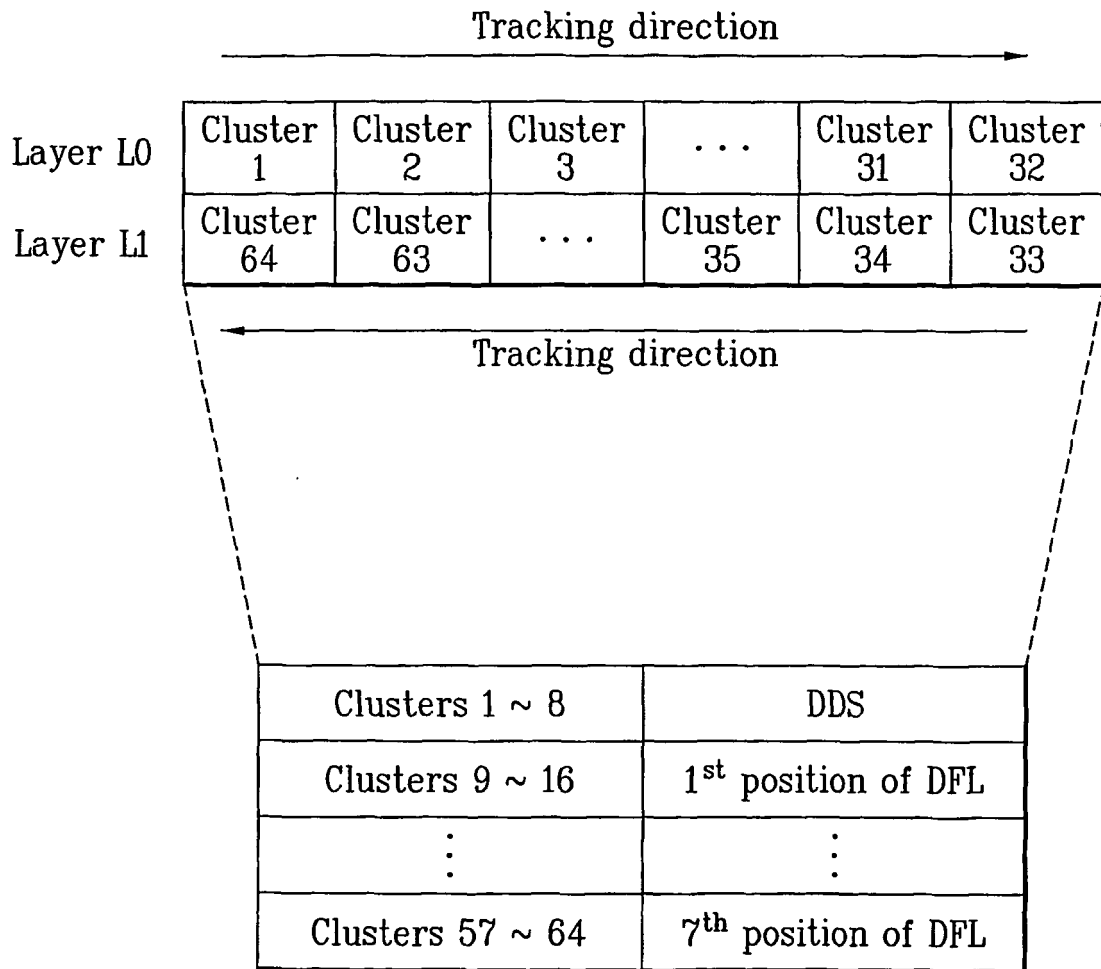 Tracking direction
Layer L0
Cluster 1
Cluster 2
Cluster 3
...
Cluster 31
Cluster 32
Layer L1
Cluster 64
Cluster 63
...
Cluster 35
Cluster 34
Cluster 33
Tracking direction
Clusters 1 ~ 8
DDS
Clusters 9 ~ 16
1st position of DFL
Clusters 57 ~ 64
7th position of DFL